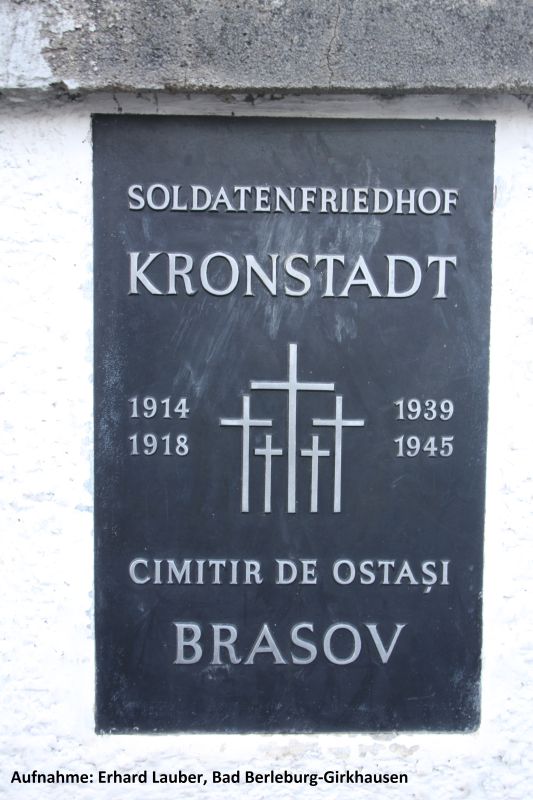 SOLDATENFRIEDHOF
KRONSTADT
1914 1939
1918 1945
CIMITIR DE OSTAȘI
BRASOV
Aufnahme: Erhard Lauber, Bad Berleburg-Girkhausen